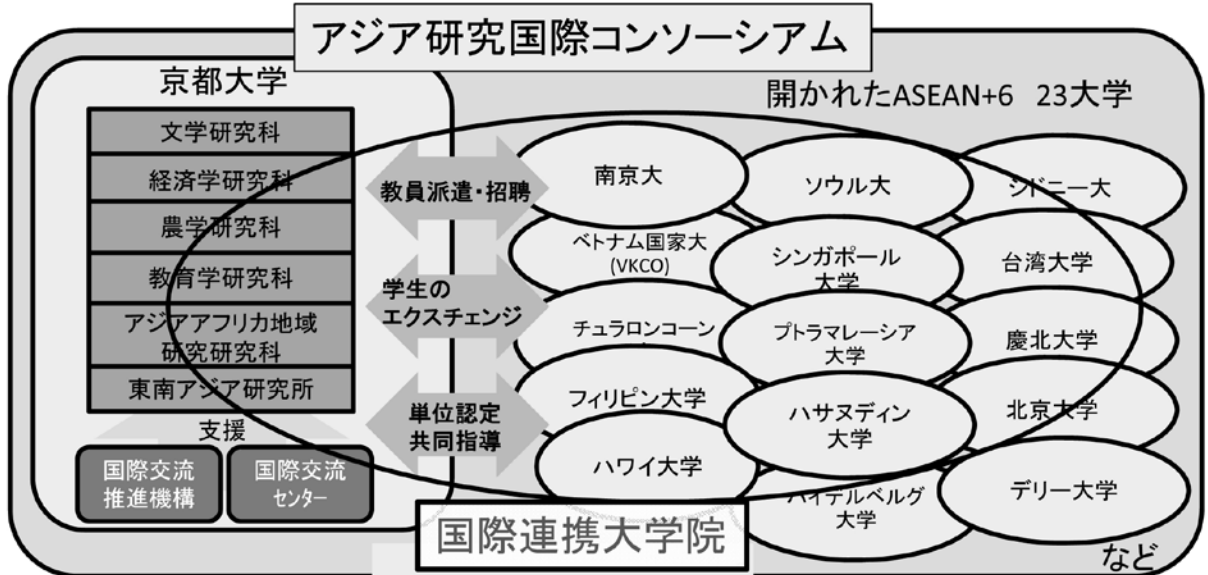 アジア研究国際コンソーシアム
京都大学
文学研究科
経済学研究科
農学研究科
教育学研究科
アジアアフリカ地域
研究研究科
東南アジア研究所
支援
国際交流
推進機構
国際交流
センター
教員派遣・招聘
学生の
エクスチェンジ
単位認定
共同指導
開かれたASEAN+6 23大学
南京大
ソウル大
シドニー大
ベトナム国家大
(VKCO)
シンガポール
大学
台湾大学
チュラロンコーン
プトラマレーシア
大学
慶北大学
フィリピン大学
ハサヌディン
大学
北京大学
ハワイ大学
ハイデルベルグ
大学
デリー大学
国際連携大学院
など